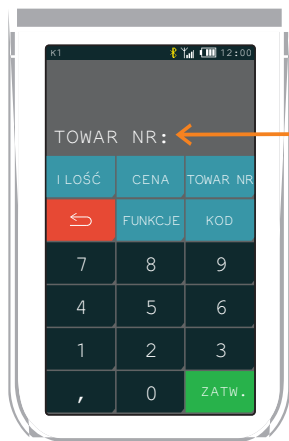 K1 12:00
TOWAR NR:
ILOŚĆ CENA TOWAR NR
FUNKCJE KOD
7 8 9
4 5 6
1 2 3
, 0 ZATW.